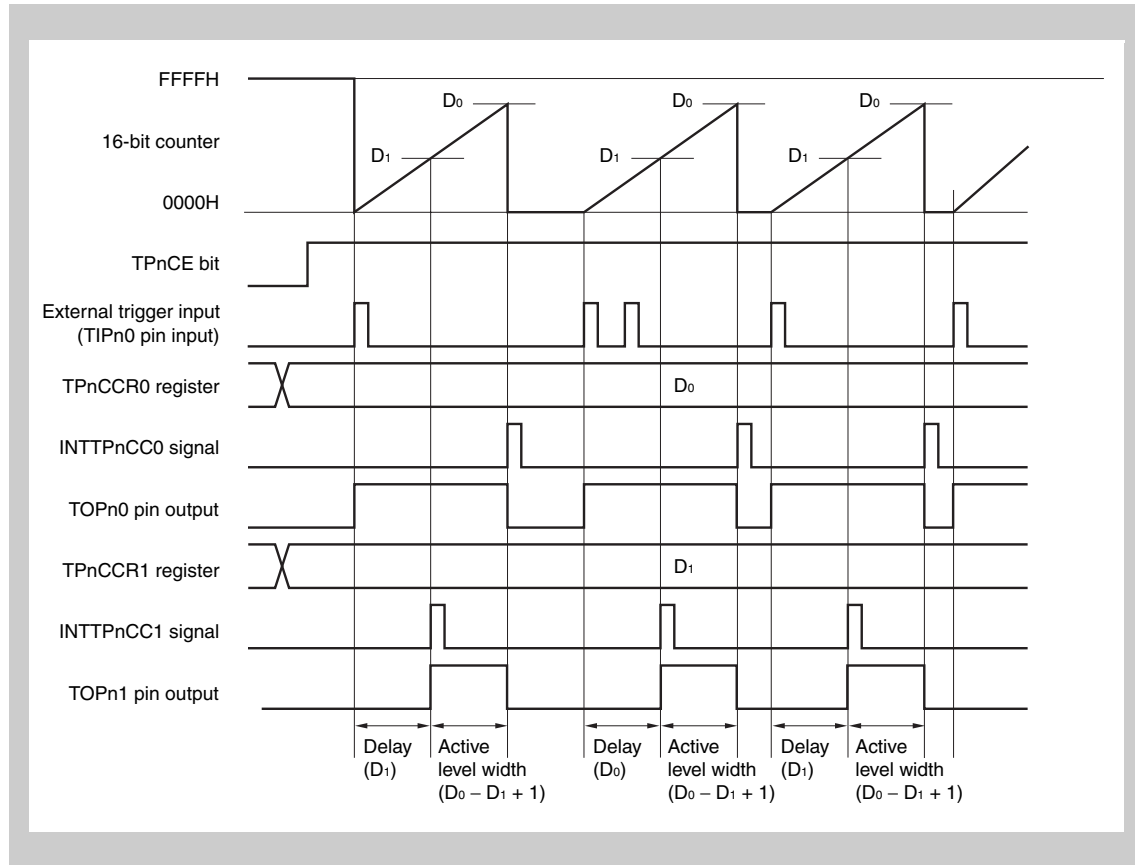 FFFFH
D₀ D₀ D₀
16-bit counter
D₁ D₁ D₁
0000H
TPnCE bit
External trigger input
(TIPn0 pin input)
TPnCCR0 register
D₀
INTTPnCC0 signal
TOPn0 pin output
TPnCCR1 register
D₁
INTTPnCC1 signal
TOPn1 pin output
Delay
(D₁)
Active
level width
(D₀ – D₁ + 1)
Delay
(D₀)
Active
level width
(D₀ – D₁ + 1)
Delay
(D₁)
Active
level width
(D₀ – D₁ + 1)